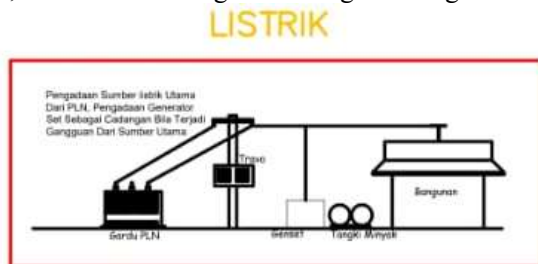 LISTRIK
Pengadaan Sumber listrik Utama
Dari PLN, Pengadaan Generator
Set Sebagai Cadangan Bila Terjadi
Gangguan Dari Sumber Utama
Travo
Bangunan
Gardu PLN
Genset
Tangki Minyak